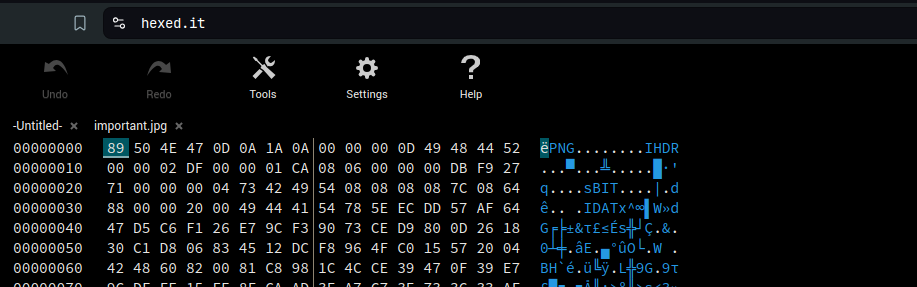 hexed.it
Undo Redo Tools Settings Help
-Untitled- × important.jpg ×
00000000 89 50 4E 47 0D 0A 1A 0A 00 00 00 0D 49 48 44 52 ëPNG........IHDR
00000010 00 00 02 DF 00 00 01 CA 08 06 00 00 00 DB F9 27 ...▀...╩.....█∙'
00000020 71 00 00 00 04 73 42 49 54 08 08 08 08 7C 08 64 q....sBIT....|.d
00000030 88 00 00 20 00 49 44 41 54 78 5E EC DD 57 AF 64 ê.. .IDATx^∞▌W»d
00000040 47 D5 C6 F1 26 E7 9C F3 90 73 CE D9 80 0D 26 18 G╒╞±&τ£≤És╬┘Ç.&.
00000050 30 C1 D8 06 83 45 12 DC F8 96 4F C0 15 57 20 04 0┴╪.âE.▄°ûO└.W .
00000060 42 48 60 82 00 81 C8 98 1C 4C CE 39 47 0F 39 E7 BH`é.ü╚ÿ.L╬9G.9τ